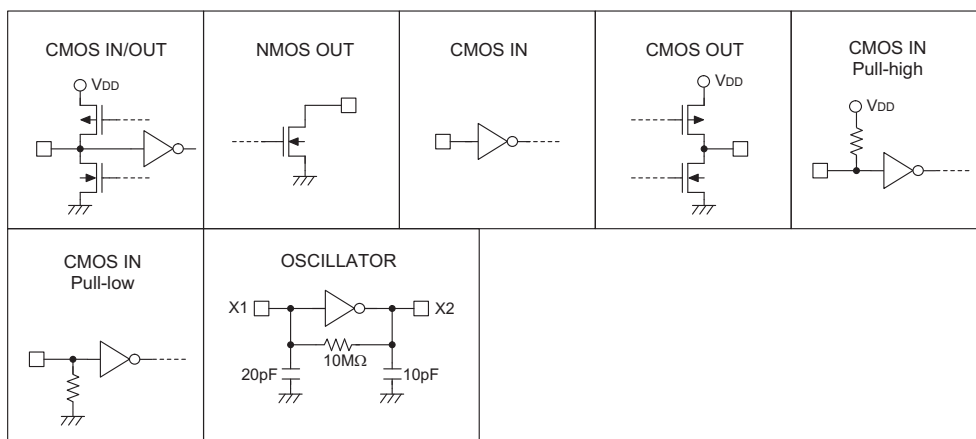 CMOS IN/OUT
VDD
NMOS OUT
CMOS IN
CMOS OUT
VDD
CMOS IN
Pull-high
VDD
CMOS IN
Pull-low
OSCILLATOR
X1
X2
10MΩ
20pF
10pF